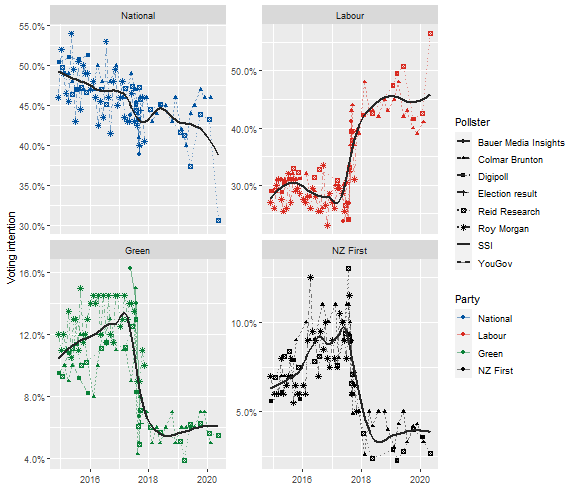 National
Labour
55.0%
50.0%
45.0%
40.0%
35.0%
30.0%
50.0%
40.0%
30.0%
Green
NZ First
16.0%
12.0%
8.0%
4.0%
10.0%
5.0%
2016
2018
2020
2016
2018
2020
Voting intention
Pollster
Bauer Media Insights
Colmar Brunton
Digipoll
Election result
Reid Research
Roy Morgan
SSI
YouGov
Party
National
Labour
Green
NZ First